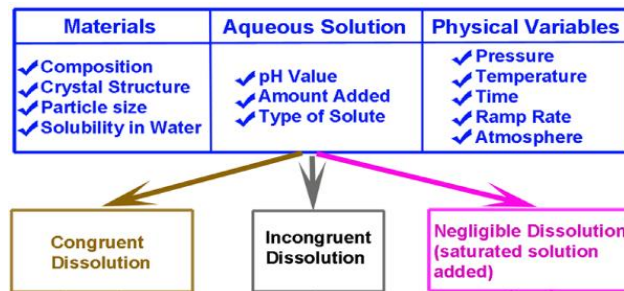 Materials
Aqueous Solution
Physical Variables
Composition
Crystal Structure
Particle size
Solubility in Water
pH Value
Amount Added
Type of Solute
Pressure
Temperature
Time
Ramp Rate
Atmosphere
Congruent
Dissolution
Incongruent
Dissolution
Negligible Dissolution
(saturated solution
added)